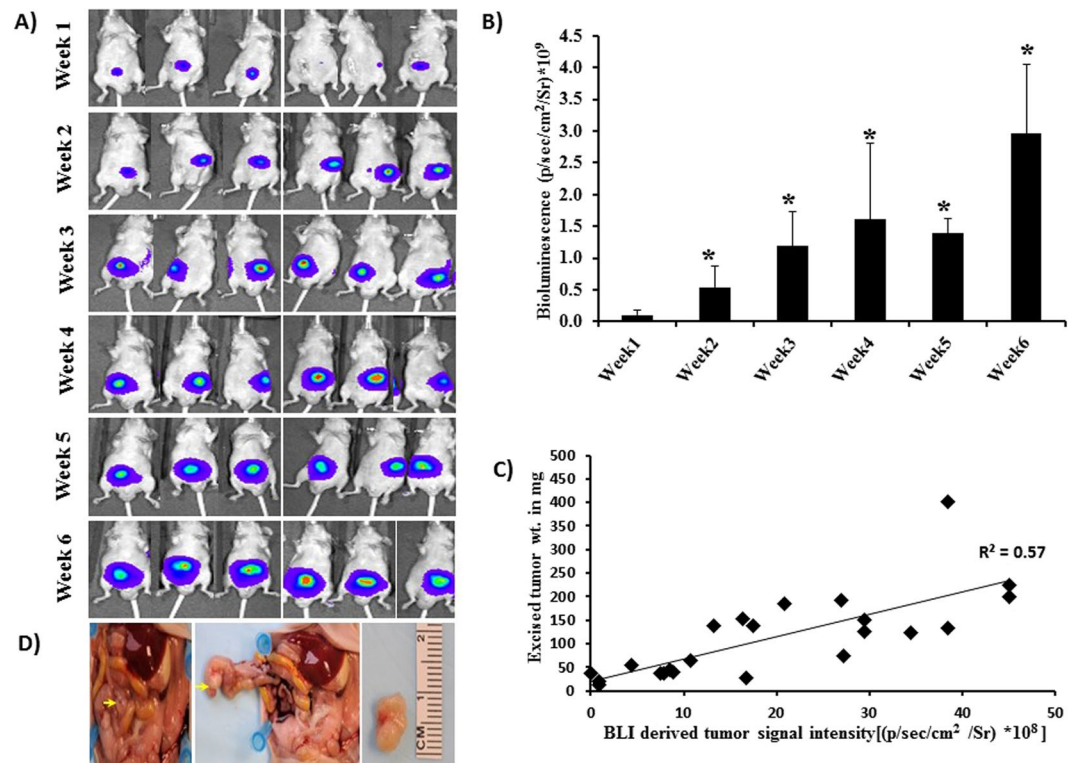 A)
Week 1
Week 2
Week 3
Week 4
Week 5
Week 6
B)
Bioluminescence (p/sec/cm²/Sr)*10⁹
4.5
4.0
3.5
3.0
2.5
2.0
1.5
1.0
0.5
0.0
* * * * *
Week1 Week2 Week3 Week4 Week5 Week6
C)
Excised tumor wt. in mg
500
450
400
350
300
250
200
150
100
50
0
R² = 0.57
0 10 20 30 40 50
BLI derived tumor signal intensity[(p/sec/cm² /Sr) *10⁸]
D)
2
1
CM